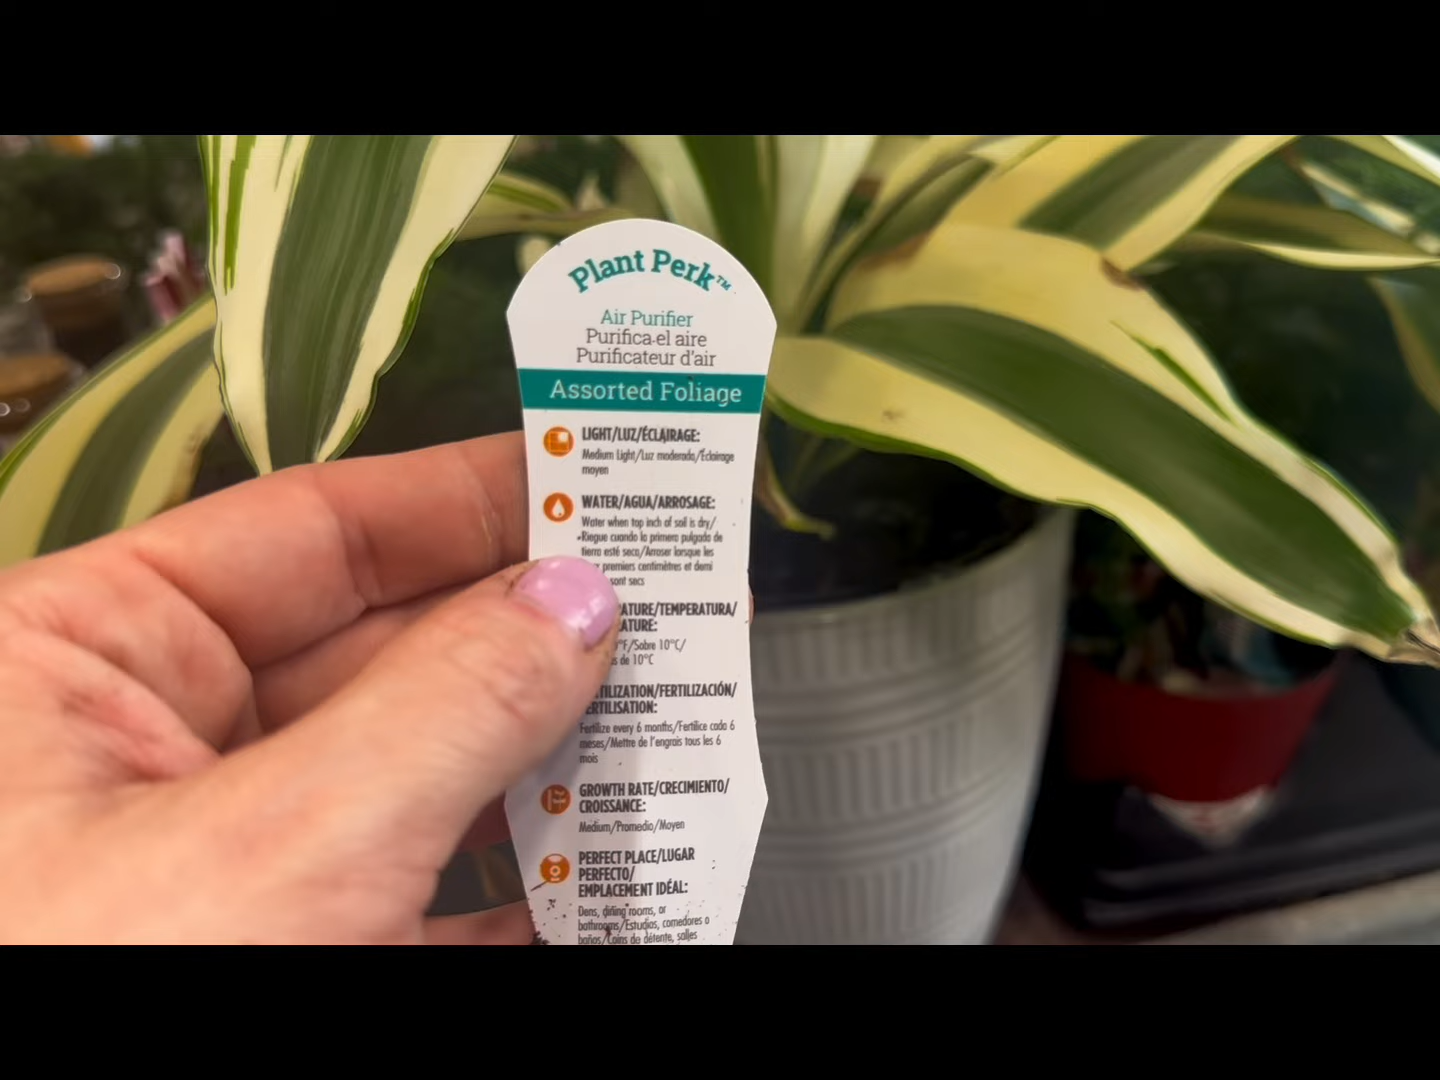 Plant Perk™
Air Purifier
Purifica el aire
Purificateur d'air
Assorted Foliage
LIGHT/LUZ/ÉCLAIRAGE:
Medium Light/Luz moderada/Éclairage
moyen
WATER/AGUA/ARROSAGE:
Water when top inch of soil is dry/
Riegue cuando la primera pulgada de
tierra esté seca/Arroser lorsque les
premiers centimètres et demi
sont secs
ATURE/TEMPERATURA/
ATURE:
°F/Sobre 10°C/
s de 10°C
TILIZATION/FERTILIZACIÓN/
ERTILISATION:
Fertilize every 6 months/Fertilice cada 6
meses/Mettre de l'engrais tous les 6
mois
GROWTH RATE/CRECIMIENTO/
CROISSANCE:
Medium/Promedio/Moyen
PERFECT PLACE/LUGAR
PERFECTO/
EMPLACEMENT IDÉAL:
Dens, dining rooms, or
bathrooms/Estudios, comedores o
baños/Coins de détente, salles